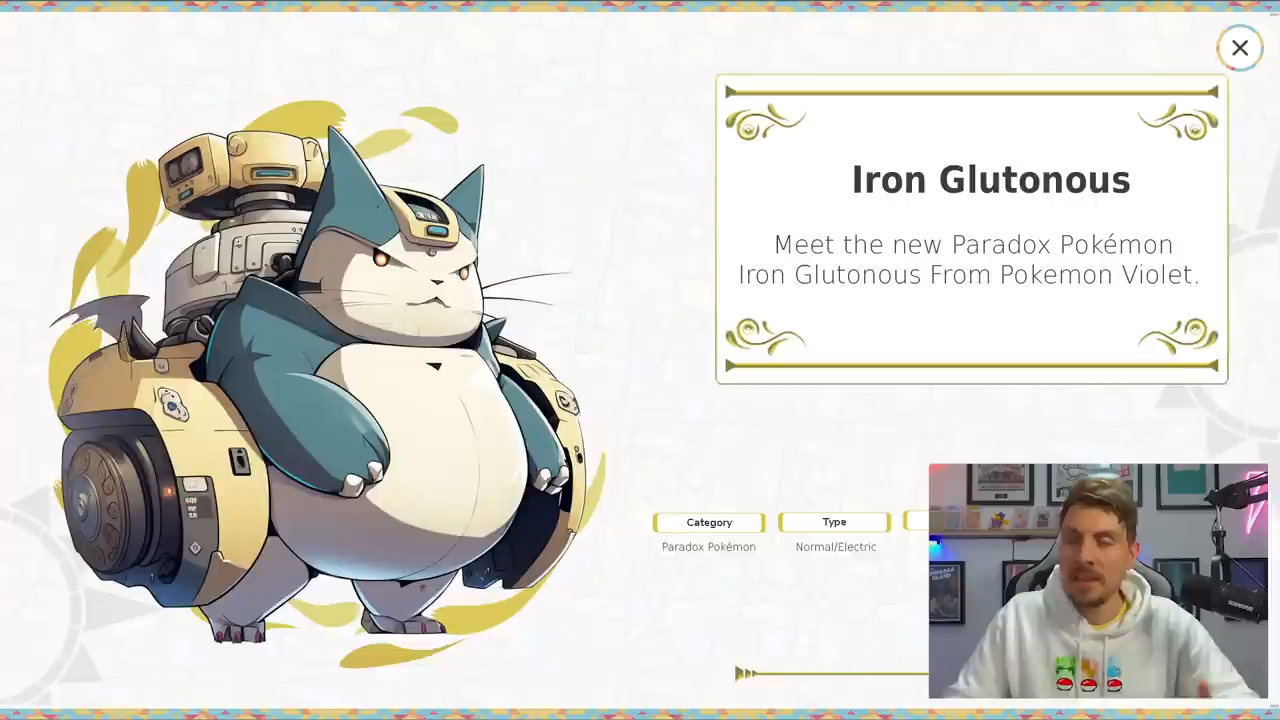 Iron Glutonous
Meet the new Paradox Pokémon
Iron Glutonous From Pokemon Violet.
Category
Type
Paradox Pokémon
Normal/Electric